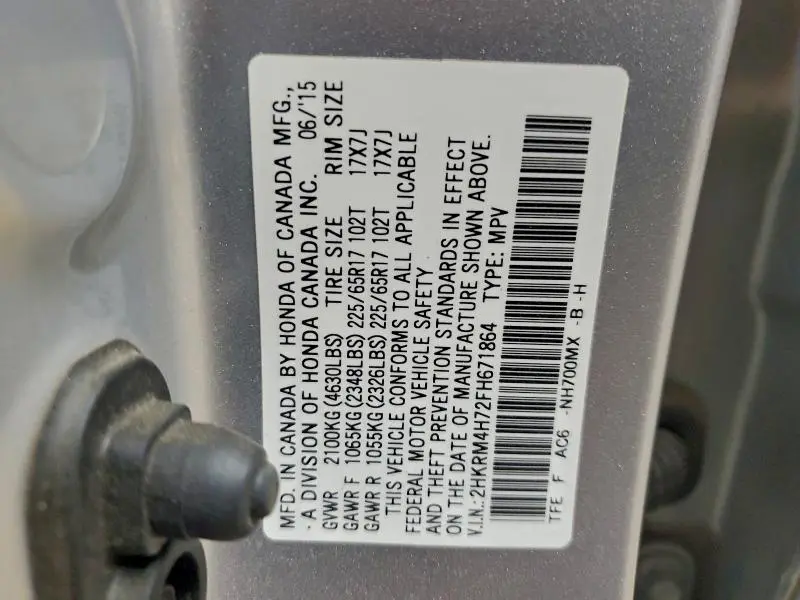 MFD. IN CANADA BY HONDA OF CANADA MFG.,
A DIVISION OF HONDA CANADA INC. 06/'15
GVWR 2100KG(4630LBS) TIRE SIZE RIM SIZE
GAWR F 1065KG(2348LBS) 225/65R17 102T 17X7J
GAWR R 1055KG(2326LBS) 225/65R17 102T 17X7J
THIS VEHICLE CONFORMS TO ALL APPLICABLE
FEDERAL MOTOR VEHICLE SAFETY
AND THEFT PREVENTION STANDARDS IN EFFECT
ON THE DATE OF MANUFACTURE SHOWN ABOVE.
V.I.N.:2HKRM4H72FH671864 TYPE: MPV
TFE F AC6 -NH700MX -B -H